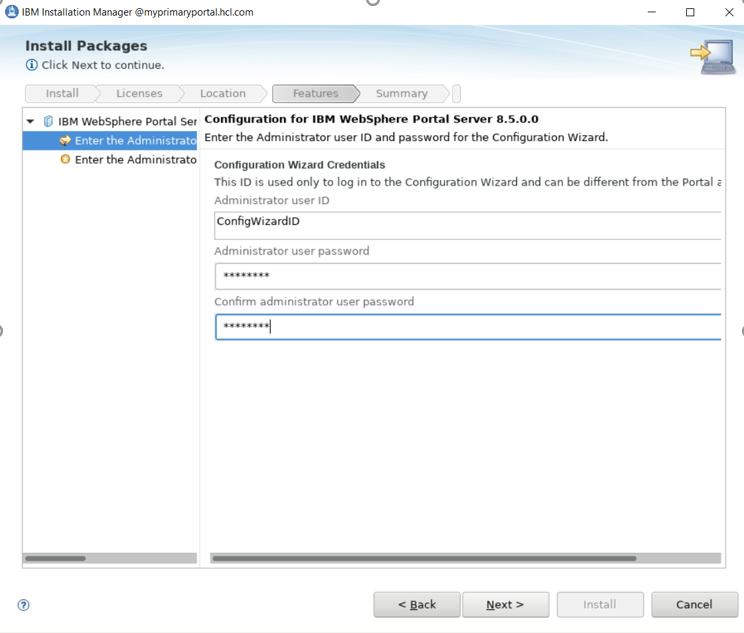 IBM Installation Manager @myprimaryportal.hcl.com
Install Packages
Click Next to continue.
Install Licenses Location Features Summary
IBM WebSphere Portal Ser
Enter the Administrato
Enter the Administrato
Configuration for IBM WebSphere Portal Server 8.5.0.0
Enter the Administrator user ID and password for the Configuration Wizard.
Configuration Wizard Credentials
This ID is used only to log in to the Configuration Wizard and can be different from the Portal a
Administrator user ID
ConfigWizardID
Administrator user password
********
Confirm administrator user password
********
?
< Back Next > Install Cancel